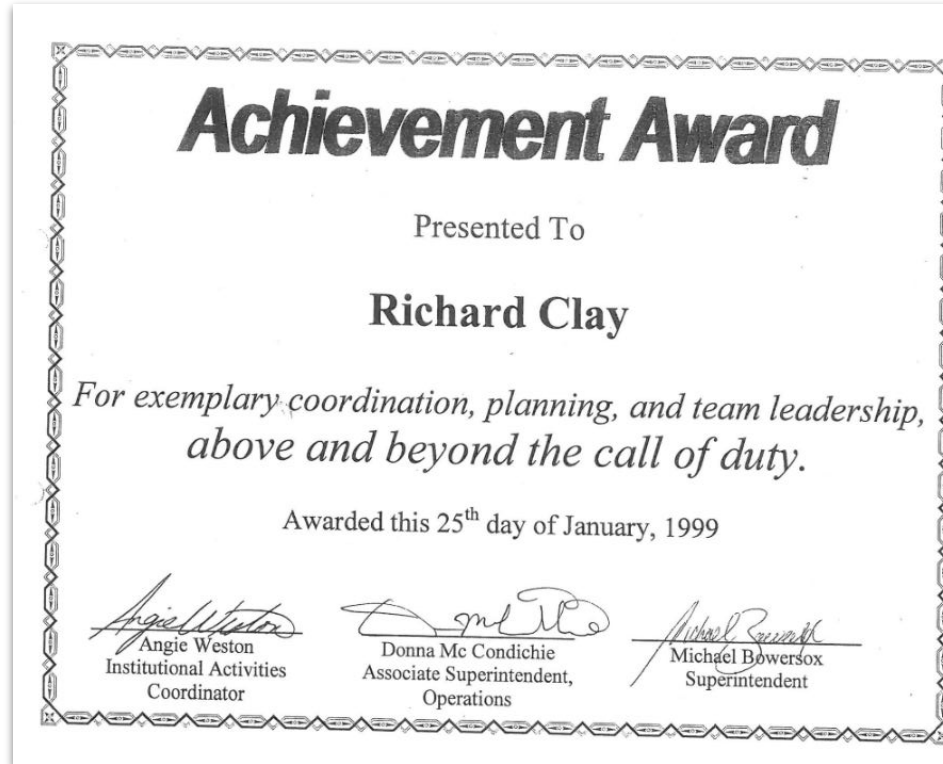 Achievement Award
Presented To
Richard Clay
For exemplary coordination, planning, and team leadership,
above and beyond the call of duty.
Awarded this 25th day of January, 1999
Angie Weston
Donna Mc Condichie
Michael Bowersox
Institutional Activities
Associate Superintendent,
Superintendent
Coordinator
Operations